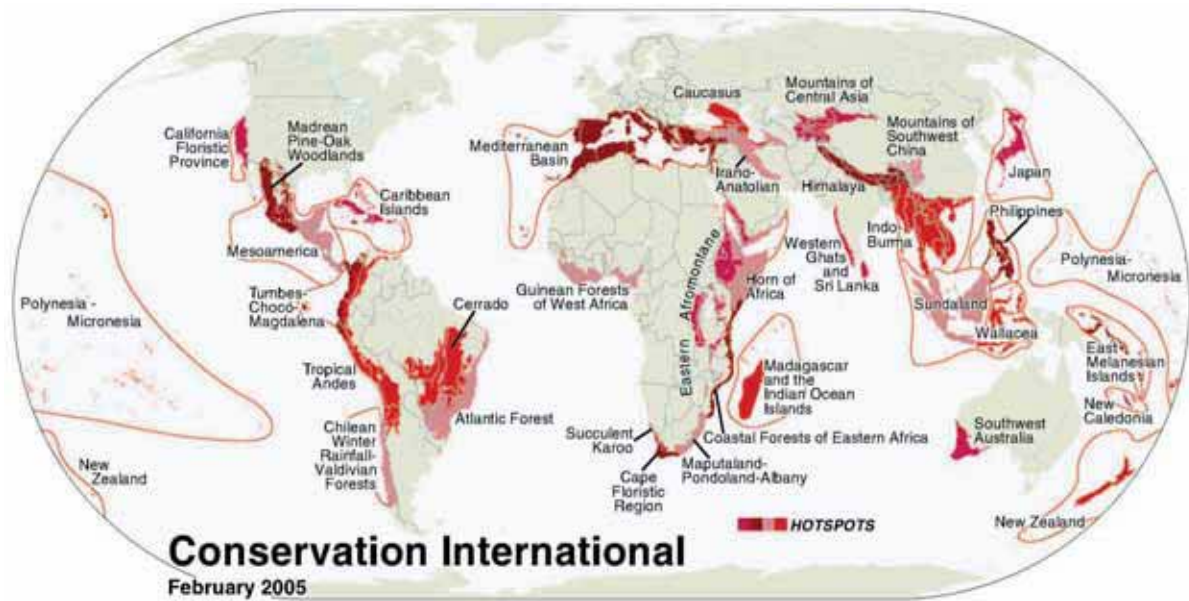 California
Floristic
Province
Madrean
Pine-Oak
Woodlands
Caribbean
Islands
Mesoamerica
Polynesia -
Micronesia
Tumbes-
Chocó-
Magdalena
Tropical
Andes
Chilean
Winter
Rainfall-
Valdivian
Forests
New
Zealand
Cerrado
Atlantic Forest
Mediterranean
Basin
Caucasus
Irano-
Anatolian
Guinean Forests
of West Africa
Eastern Afromontane
Horn of
Africa
Succulent
Karoo
Cape
Floristic
Region
Maputaland-
Pondoland-Albany
Coastal Forests of Eastern Africa
Madagascar
and the
Indian Ocean
Islands
Mountains of
Central Asia
Mountains of
Southwest
China
Himalaya
Western
Ghats
and
Sri Lanka
Indo-
Burma
Japan
Philippines
Polynesia-
Micronesia
Sundaland
Wallacea
East
Melanesian
Islands
New
Caledonia
Southwest
Australia
New Zealand
HOTSPOTS
Conservation International
February 2005